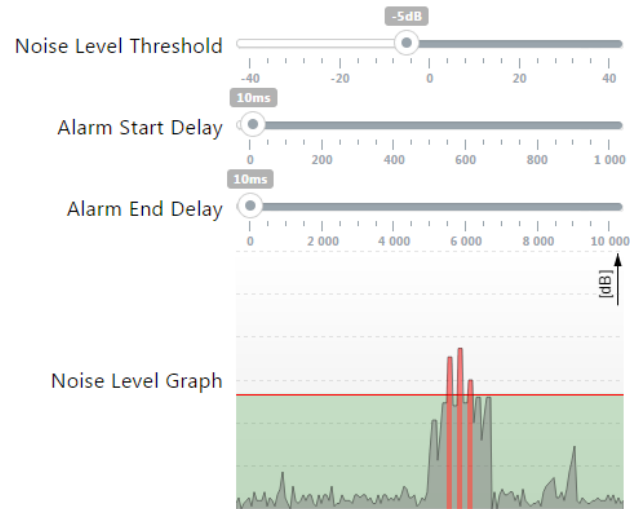 -5dB
Noise Level Threshold
-40 -20 0 20 40
10ms
Alarm Start Delay
0 200 400 600 800 1 000
10ms
Alarm End Delay
0 2 000 4 000 6 000 8 000 10 000
[dB]
Noise Level Graph